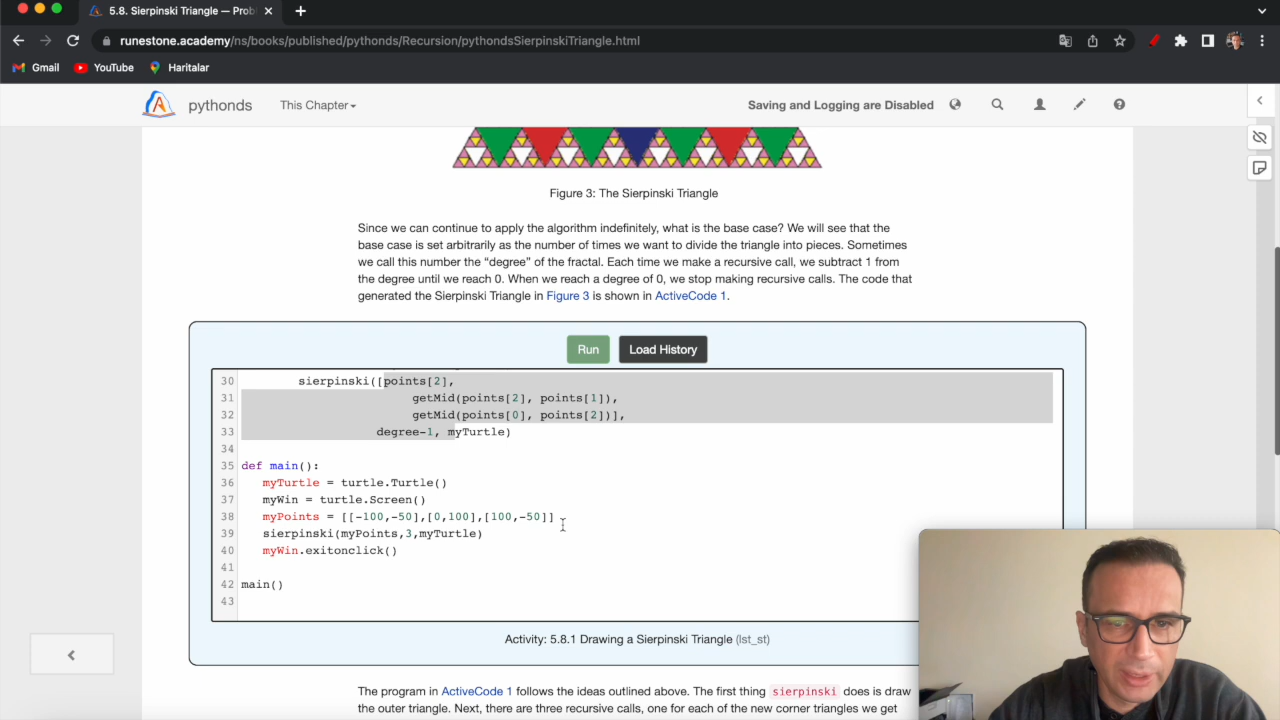 5.8. Sierpinski Triangle — Prob
runestone.academy/ns/books/published/pythonds/Recursion/pythondsSierpinskiTriangle.html
Gmail YouTube Haritalar
pythonds This Chapter Saving and Logging are Disabled
Figure 3: The Sierpinski Triangle
Since we can continue to apply the algorithm indefinitely, what is the base case? We will see that the
base case is set arbitrarily as the number of times we want to divide the triangle into pieces. Sometimes
we call this number the “degree” of the fractal. Each time we make a recursive call, we subtract 1 from
the degree until we reach 0. When we reach a degree of 0, we stop making recursive calls. The code that
generated the Sierpinski Triangle in Figure 3 is shown in ActiveCode 1.
Run Load History
30 sierpinski([points[2],
31 getMid(points[2], points[1]),
32 getMid(points[0], points[2])],
33 degree-1, myTurtle)
34
35 def main():
36 myTurtle = turtle.Turtle()
37 myWin = turtle.Screen()
38 myPoints = [[-100,-50],[0,100],[100,-50]]
39 sierpinski(myPoints,3,myTurtle)
40 myWin.exitonclick()
41
42 main()
43
Activity: 5.8.1 Drawing a Sierpinski Triangle (lst_st)
The program in ActiveCode 1 follows the ideas outlined above. The first thing sierpinski does is draw
the outer triangle. Next, there are three recursive calls, one for each of the new corner triangles we get